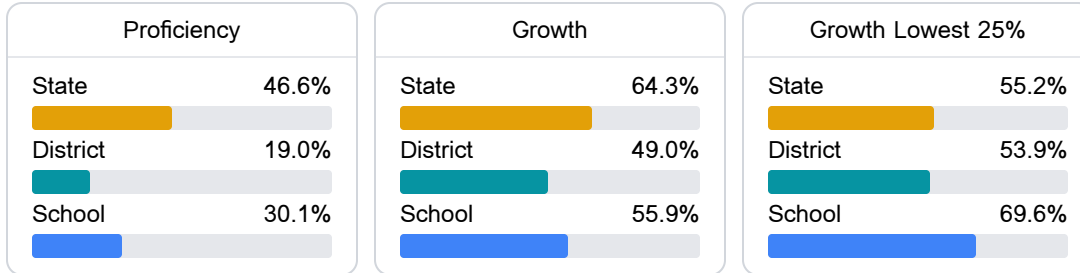 Proficiency
State 46.6%
District 19.0%
School 30.1%
Growth
State 64.3%
District 49.0%
School 55.9%
Growth Lowest 25%
State 55.2%
District 53.9%
School 69.6%